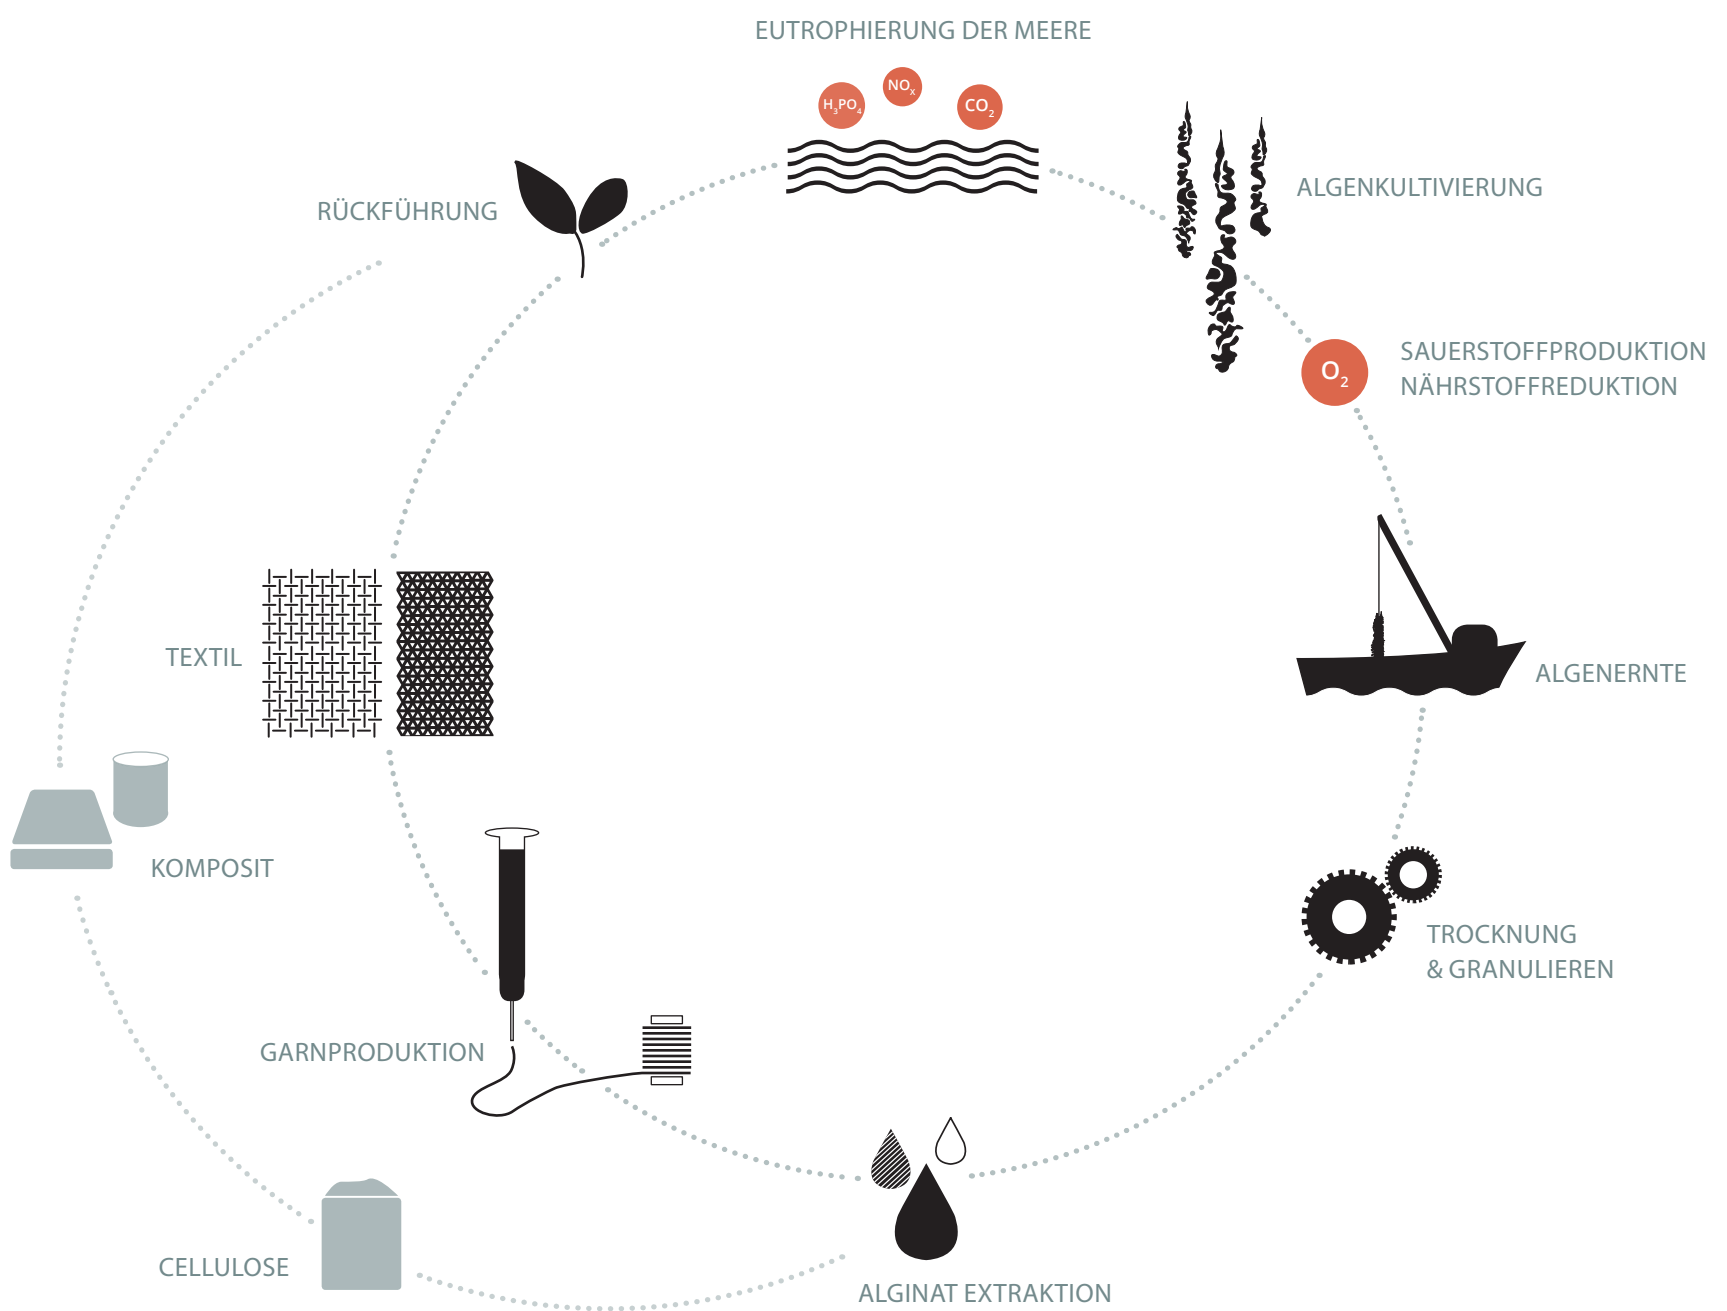 EUTROPHIERUNG DER MEERE
H₃PO₄
NOₓ
CO₂
ALGENKULTIVIERUNG
RÜCKFÜHRUNG
SAUERSTOFFPRODUKTION
NÄHRSTOFFREDUKTION
O₂
TEXTIL
ALGENERNTE
KOMPOSIT
TROCKNUNG
& GRANULIEREN
GARNPRODUKTION
CELLULOSE
ALGINAT EXTRAKTION